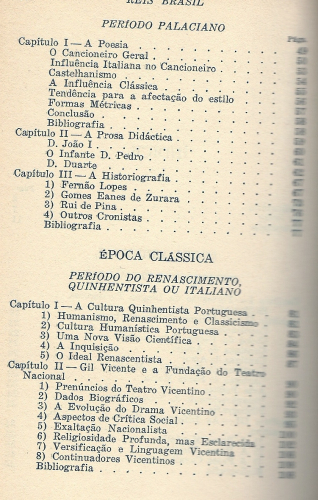 REIS BRASIL
PERÍODO PALACIANO
Pág.
Capítulo I — A Poesia
O Cancioneiro Geral
Influência Italiana no Cancioneiro
Castelhanismo
A Influência Clássica
Tendência para a afectação do estilo
Formas Métricas
Conclusão
Bibliografia
Capítulo II — A Prosa Didáctica
D. João I
O Infante D. Pedro
D. Duarte
Capítulo III — A Historiografia
1) Fernão Lopes
2) Gomes Eanes de Zurara
3) Rui de Pina
4) Outros Cronistas
Bibliografia
ÉPOCA CLÁSSICA
PERÍODO DO RENASCIMENTO,
QUINHENTISTA OU ITALIANO
Capítulo I — A Cultura Quinhentista Portuguesa
1) Humanismo, Renascimento e Classicismo
2) Cultura Humanística Portuguesa
3) Uma Nova Visão Científica
4) A Inquisição
5) O Ideal Renascentista
Capítulo II — Gil Vicente e a Fundação do Teatro
Nacional
1) Prenúncios do Teatro Vicentino
2) Dados Biográficos
3) A Evolução do Drama Vicentino
4) Aspectos de Crítica Social
5) Exaltação Nacionalista
6) Religiosidade Profunda, mas Esclarecida
7) Versificação e Linguagem Vicentina
8) Continuadores Vicentinos
Bibliografia